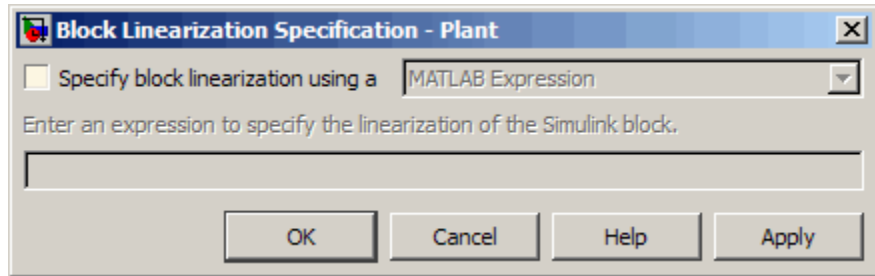 Block Linearization Specification - Plant
Specify block linearization using a MATLAB Expression
Enter an expression to specify the linearization of the Simulink block.
OK Cancel Help Apply